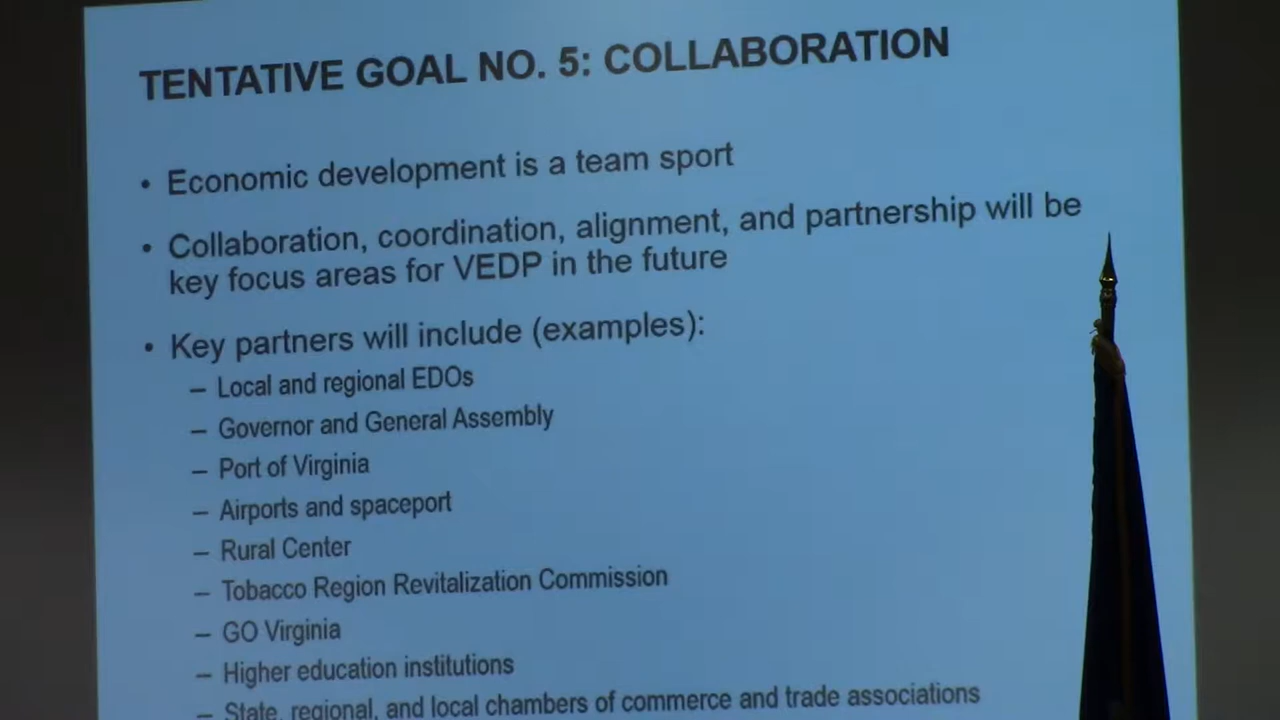 TENTATIVE GOAL NO. 5: COLLABORATION
• Economic development is a team sport
• Collaboration, coordination, alignment, and partnership will be
key focus areas for VEDP in the future
• Key partners will include (examples):
– Local and regional EDOs
– Governor and General Assembly
– Port of Virginia
– Airports and spaceport
– Rural Center
– Tobacco Region Revitalization Commission
– GO Virginia
– Higher education institutions
– State, regional, and local chambers of commerce and trade associations